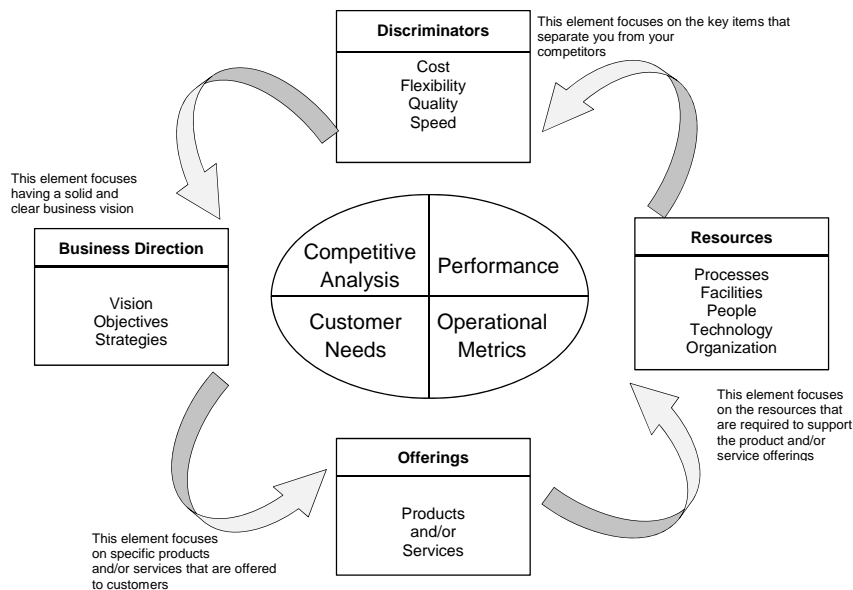 Discriminators
Cost
Flexibility
Quality
Speed
This element focuses on the key items that
separate you from your
competitors
This element focuses
having a solid and
clear business vision
Business Direction
Vision
Objectives
Strategies
Competitive
Analysis
Performance
Customer
Needs
Operational
Metrics
Resources
Processes
Facilities
People
Technology
Organization
This element focuses
on the resources that
are required to support
the product and/or
service offerings
Offerings
Products
and/or
Services
This element focuses
on specific products
and/or services that are offered
to customers